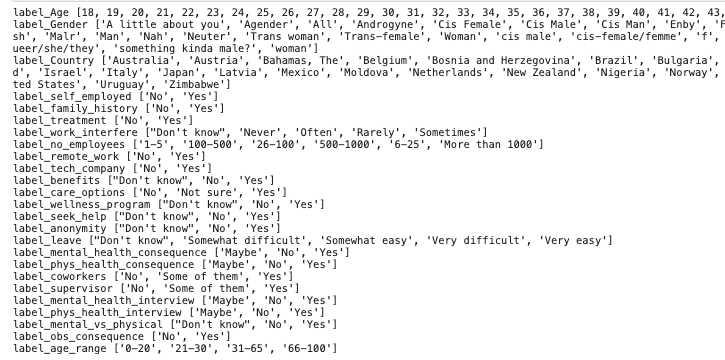 label_Age [18, 19, 20, 21, 22, 23, 24, 25, 26, 27, 28, 29, 30, 31, 32, 33, 34, 35, 36, 37, 38, 39, 40, 41, 42, 43,
label_Gender ['A little about you', 'Agender', 'All', 'Androgyne', 'Cis Female', 'Cis Male', 'Cis Man', 'Enby', 'F
sh', 'Malr', 'Man', 'Nah', 'Neuter', 'Trans woman', 'Trans-female', 'Woman', 'cis male', 'cis-female/femme', 'f',
ueer/she/they', 'something kinda male?', 'woman']
label_Country ['Australia', 'Austria', 'Bahamas, The', 'Belgium', 'Bosnia and Herzegovina', 'Brazil', 'Bulgaria',
d', 'Israel', 'Italy', 'Japan', 'Latvia', 'Mexico', 'Moldova', 'Netherlands', 'New Zealand', 'Nigeria', 'Norway',
ted States', 'Uruguay', 'Zimbabwe']
label_self_employed ['No', 'Yes']
label_family_history ['No', 'Yes']
label_treatment ['No', 'Yes']
label_work_interfere ["Don't know", 'Never', 'Often', 'Rarely', 'Sometimes']
label_no_employees ['1-5', '100-500', '26-100', '500-1000', '6-25', 'More than 1000']
label_remote_work ['No', 'Yes']
label_tech_company ['No', 'Yes']
label_benefits ["Don't know", 'No', 'Yes']
label_care_options ['No', 'Not sure', 'Yes']
label_wellness_program ["Don't know", 'No', 'Yes']
label_seek_help ["Don't know", 'No', 'Yes']
label_anonymity ["Don't know", 'No', 'Yes']
label_leave ["Don't know", 'Somewhat difficult', 'Somewhat easy', 'Very difficult', 'Very easy']
label_mental_health_consequence ['Maybe', 'No', 'Yes']
label_phys_health_consequence ['Maybe', 'No', 'Yes']
label_coworkers ['No', 'Some of them', 'Yes']
label_supervisor ['No', 'Some of them', 'Yes']
label_mental_health_interview ['Maybe', 'No', 'Yes']
label_phys_health_interview ['Maybe', 'No', 'Yes']
label_mental_vs_physical ["Don't know", 'No', 'Yes']
label_obs_consequence ['No', 'Yes']
label_age_range ['0-20', '21-30', '31-65', '66-100']